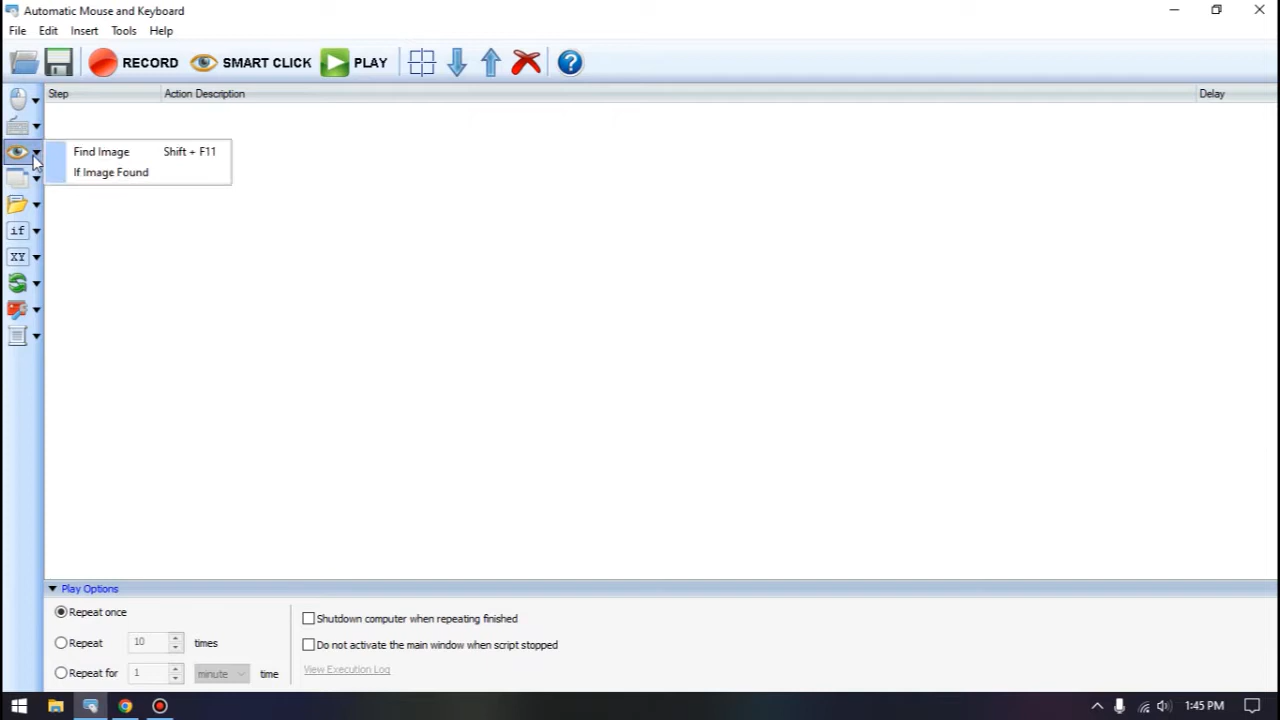 Automatic Mouse and Keyboard
File Edit Insert Tools Help
RECORD SMART CLICK PLAY ?
Step Action Description Delay
Find Image Shift + F11
If Image Found
if
XY
Play Options
Repeat once
Shutdown computer when repeating finished
Repeat 10 times
Do not activate the main window when script stopped
Repeat for 1 minute time
View Execution Log
1:45 PM